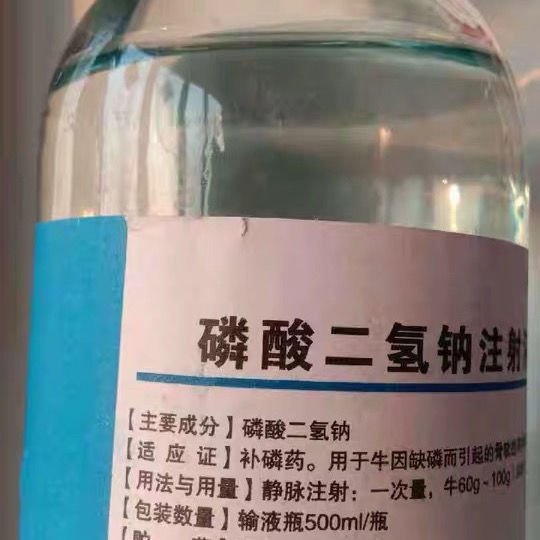 磷酸二氢钠注射
【主要成分】磷酸二氢钠
【适应证】补磷药。用于牛因缺磷而引起的骨软
【用法与用量】静脉注射：一次量，牛60g～100g
【包装数量】输液瓶500ml/瓶